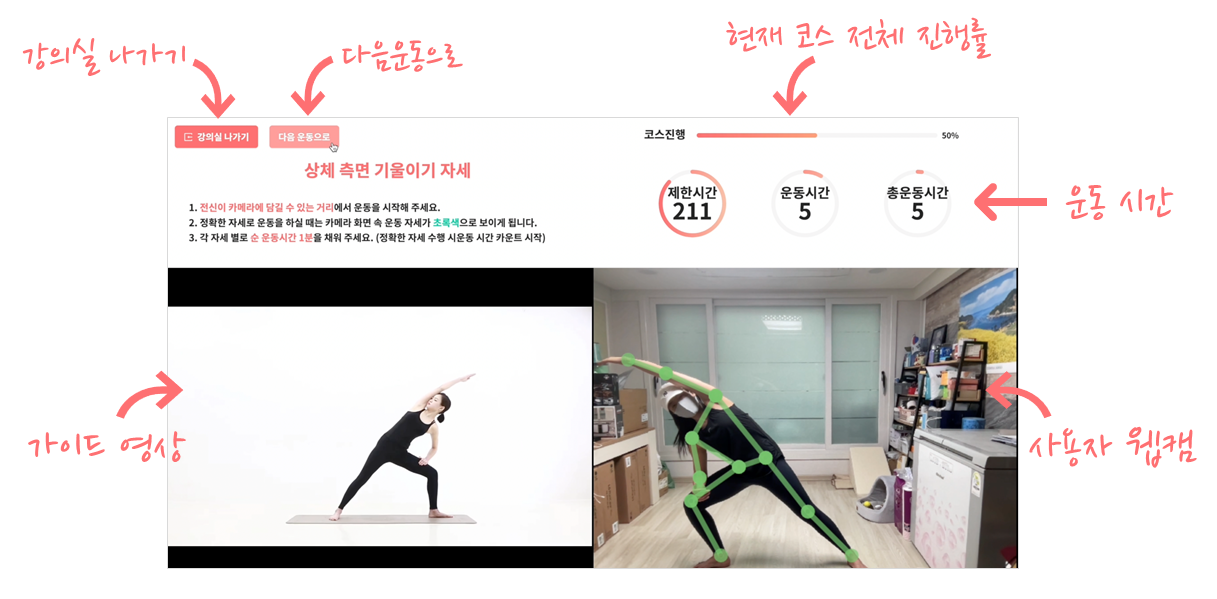 강의실 나가기
다음운동으로
현재 코스 전체 진행률
강의실 나가기
다음 운동으로
코스진행
50%
상체 측면 기울이기 자세
1. 전신이 카메라에 담길 수 있는 거리에서 운동을 시작해 주세요.
2. 정확한 자세로 운동을 하실 때는 카메라 화면 속 운동 자세가 초록색으로 보이게 됩니다.
3. 각 자세 별로 순 운동시간 1분을 채워 주세요. (정확한 자세 수행 시운동 시간 카운트 시작)
제한시간
211
운동시간
5
총운동시간
5
운동 시간
가이드 영상
사용자 웹캠